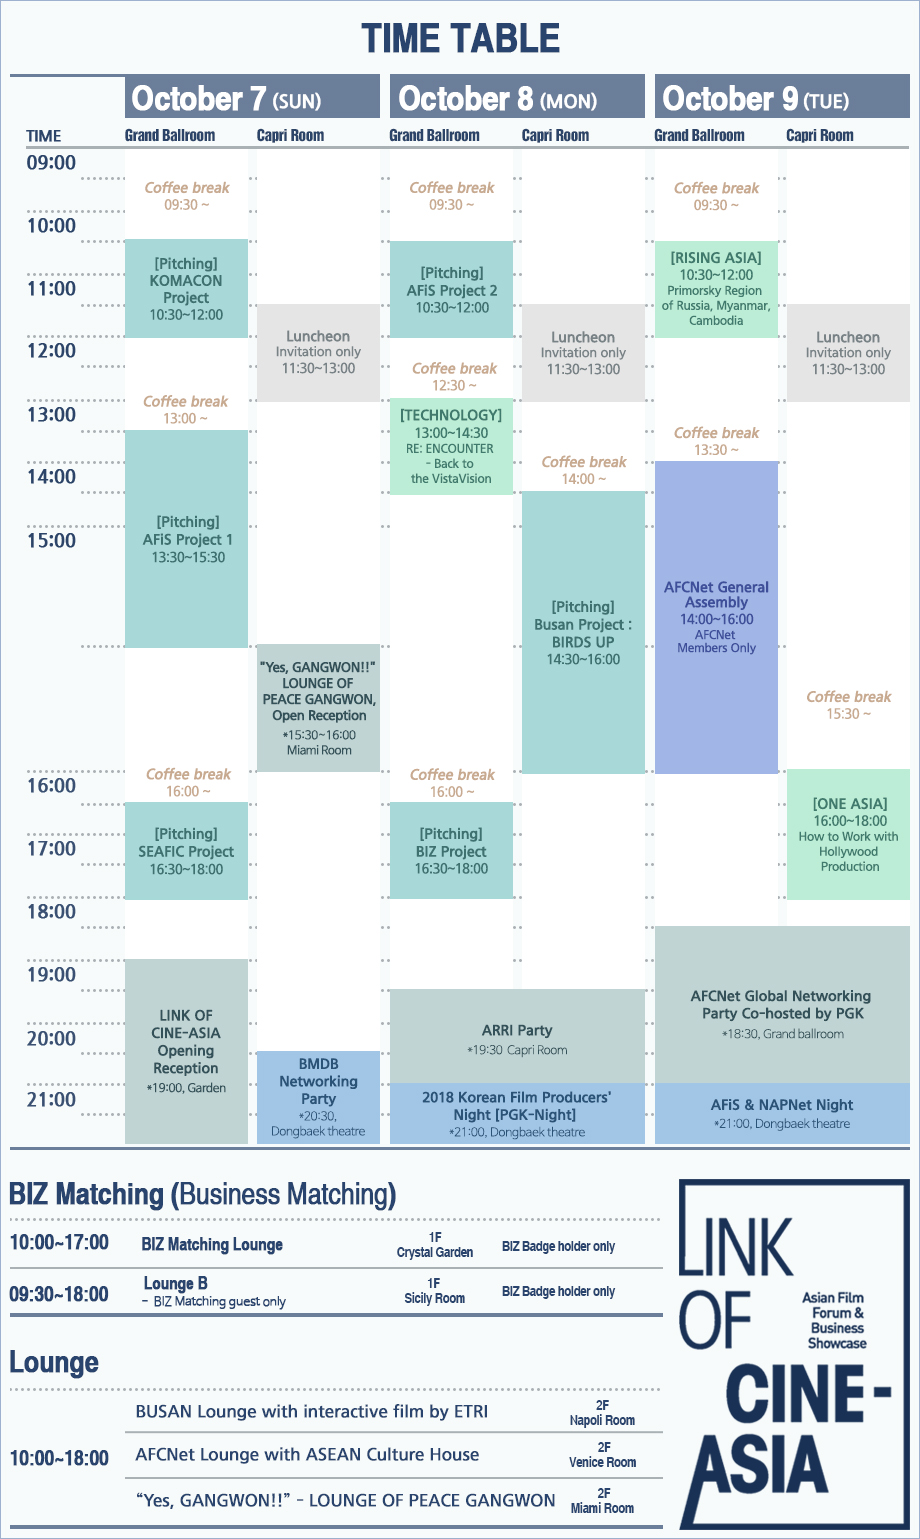 TIME TABLE
October 7 (SUN)
October 8 (MON)
October 9 (TUE)
TIME
Grand Ballroom
Capri Room
Grand Ballroom
Capri Room
Grand Ballroom
Capri Room
09:00
10:00
11:00
12:00
13:00
14:00
15:00
16:00
17:00
18:00
19:00
20:00
21:00
Coffee break
09:30 ~
[Pitching]
KOMACON
Project
10:30~12:00
Coffee break
13:00 ~
[Pitching]
AFiS Project 1
13:30~15:30
Coffee break
16:00 ~
[Pitching]
SEAFIC Project
16:30~18:00
LINK OF
CINE-ASIA
Opening
Reception
*19:00, Garden
Luncheon
Invitation only
11:30~13:00
"Yes, GANGWON!!"
LOUNGE OF
PEACE GANGWON,
Open Reception
*15:30~16:00
Miami Room
BMDB
Networking
Party
*20:30,
Dongbaek theatre
Coffee break
09:30 ~
[Pitching]
AFiS Project 2
10:30~12:00
Coffee break
12:30 ~
[TECHNOLOGY]
13:00~14:30
RE: ENCOUNTER
- Back to
the VistaVision
Coffee break
16:00 ~
[Pitching]
BIZ Project
16:30~18:00
Luncheon
Invitation only
11:30~13:00
Coffee break
14:00 ~
[Pitching]
Busan Project :
BIRDS UP
14:30~16:00
ARRI Party
*19:30 Capri Room
2018 Korean Film Producers'
Night [PGK-Night]
*21:00, Dongbaek theatre
Coffee break
09:30 ~
[RISING ASIA]
10:30~12:00
Primorsky Region
of Russia, Myanmar,
Cambodia
Coffee break
13:30 ~
AFCNet General
Assembly
14:00~16:00
AFCNet
Members Only
Luncheon
Invitation only
11:30~13:00
Coffee break
15:30 ~
[ONE ASIA]
16:00~18:00
How to Work with
Hollywood
Production
AFCNet Global Networking
Party Co-hosted by PGK
*18:30, Grand ballroom
AFiS & NAPNet Night
*21:00, Dongbaek theatre
BIZ Matching (Business Matching)
10:00~17:00
BIZ Matching Lounge
1F
Crystal Garden
BIZ Badge holder only
09:30~18:00
Lounge B
- BIZ Matching guest only
1F
Sicily Room
BIZ Badge holder only
Lounge
10:00~18:00
BUSAN Lounge with interactive film by ETRI
2F
Napoli Room
AFCNet Lounge with ASEAN Culture House
2F
Venice Room
“Yes, GANGWON!!” - LOUNGE OF PEACE GANGWON
2F
Miami Room
LINK
OF
CINE-
ASIA
Asian Film
Forum &
Business
Showcase